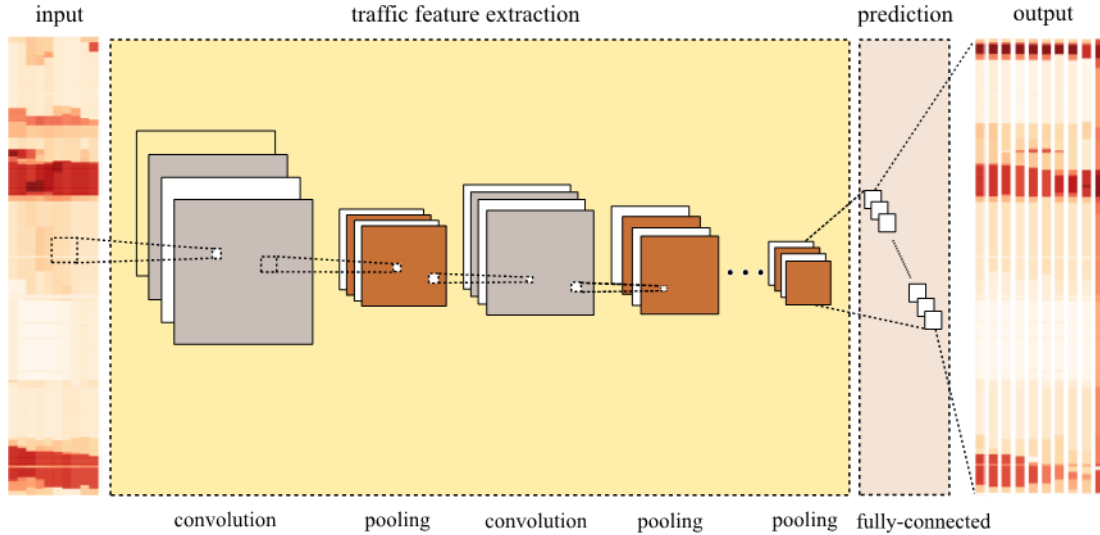 input
traffic feature extraction
prediction
output
convolution
pooling
convolution
pooling
pooling
fully-connected